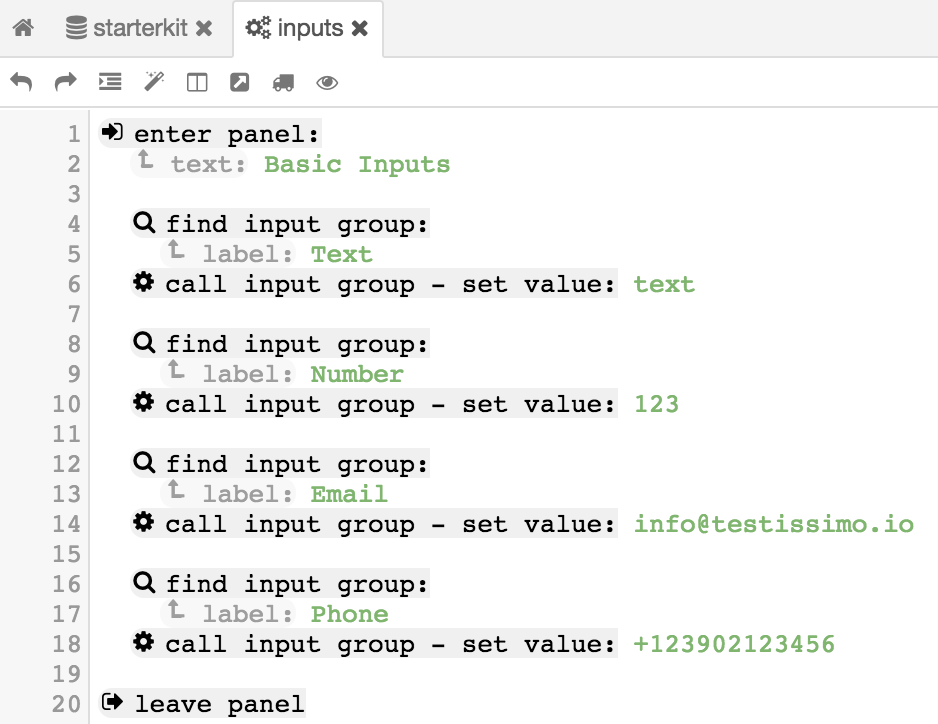 starterkit inputs
1 enter panel:
2 text: Basic Inputs
3
4 find input group:
5 label: Text
6 call input group - set value: text
7
8 find input group:
9 label: Number
10 call input group - set value: 123
11
12 find input group:
13 label: Email
14 call input group - set value: info@testissimo.io
15
16 find input group:
17 label: Phone
18 call input group - set value: +123902123456
19
20 leave panel